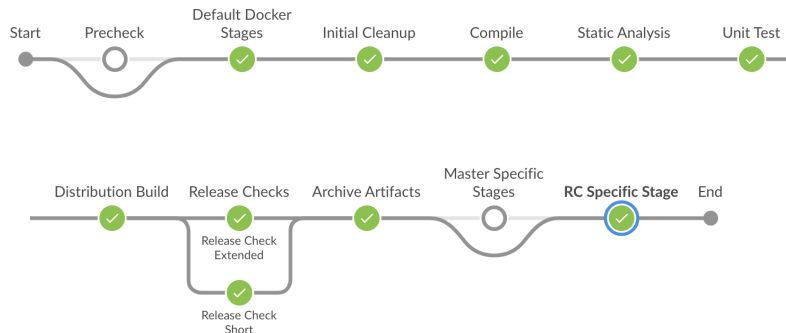 Start
Precheck
Default Docker
Stages
Initial Cleanup
Compile
Static Analysis
Unit Test
Distribution Build
Release Checks
Release Check
Extended
Release Check
Short
Archive Artifacts
Master Specific
Stages
RC Specific Stage
End